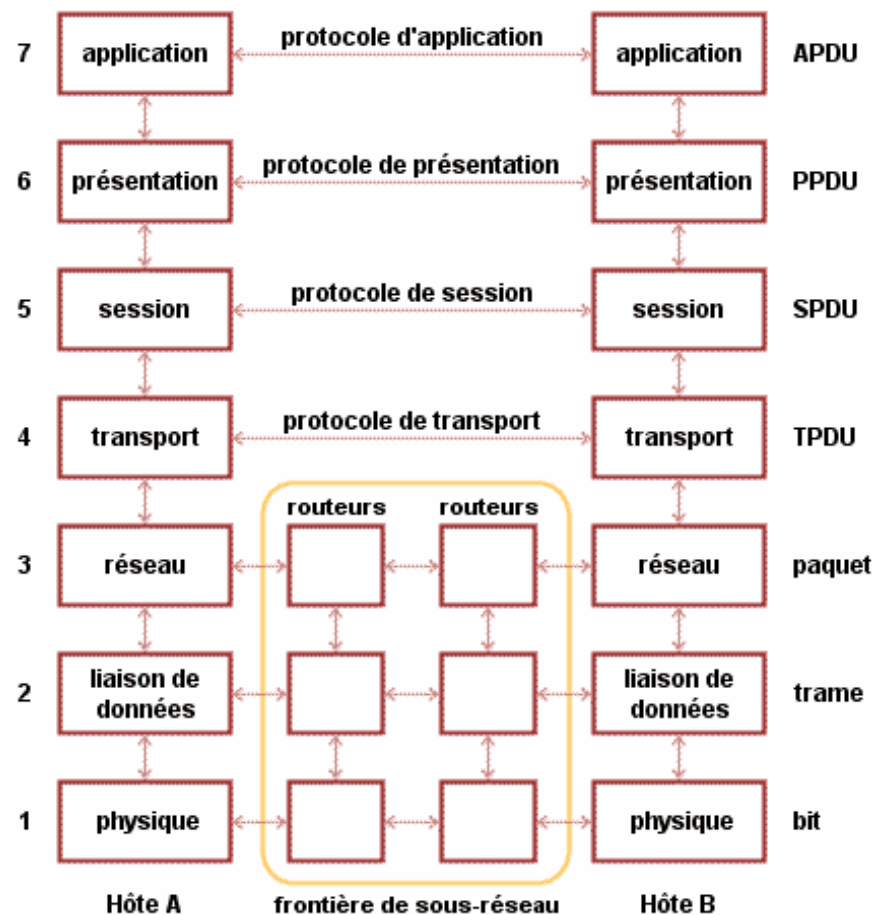 protocole d'application
7 application application APDU
protocole de présentation
6 présentation présentation PPDU
protocole de session
5 session session SPDU
protocole de transport
4 transport transport TPDU
routeurs routeurs
3 réseau réseau paquet
2 liaison de données liaison de données trame
1 physique physique bit
Hôte A frontière de sous-réseau Hôte B